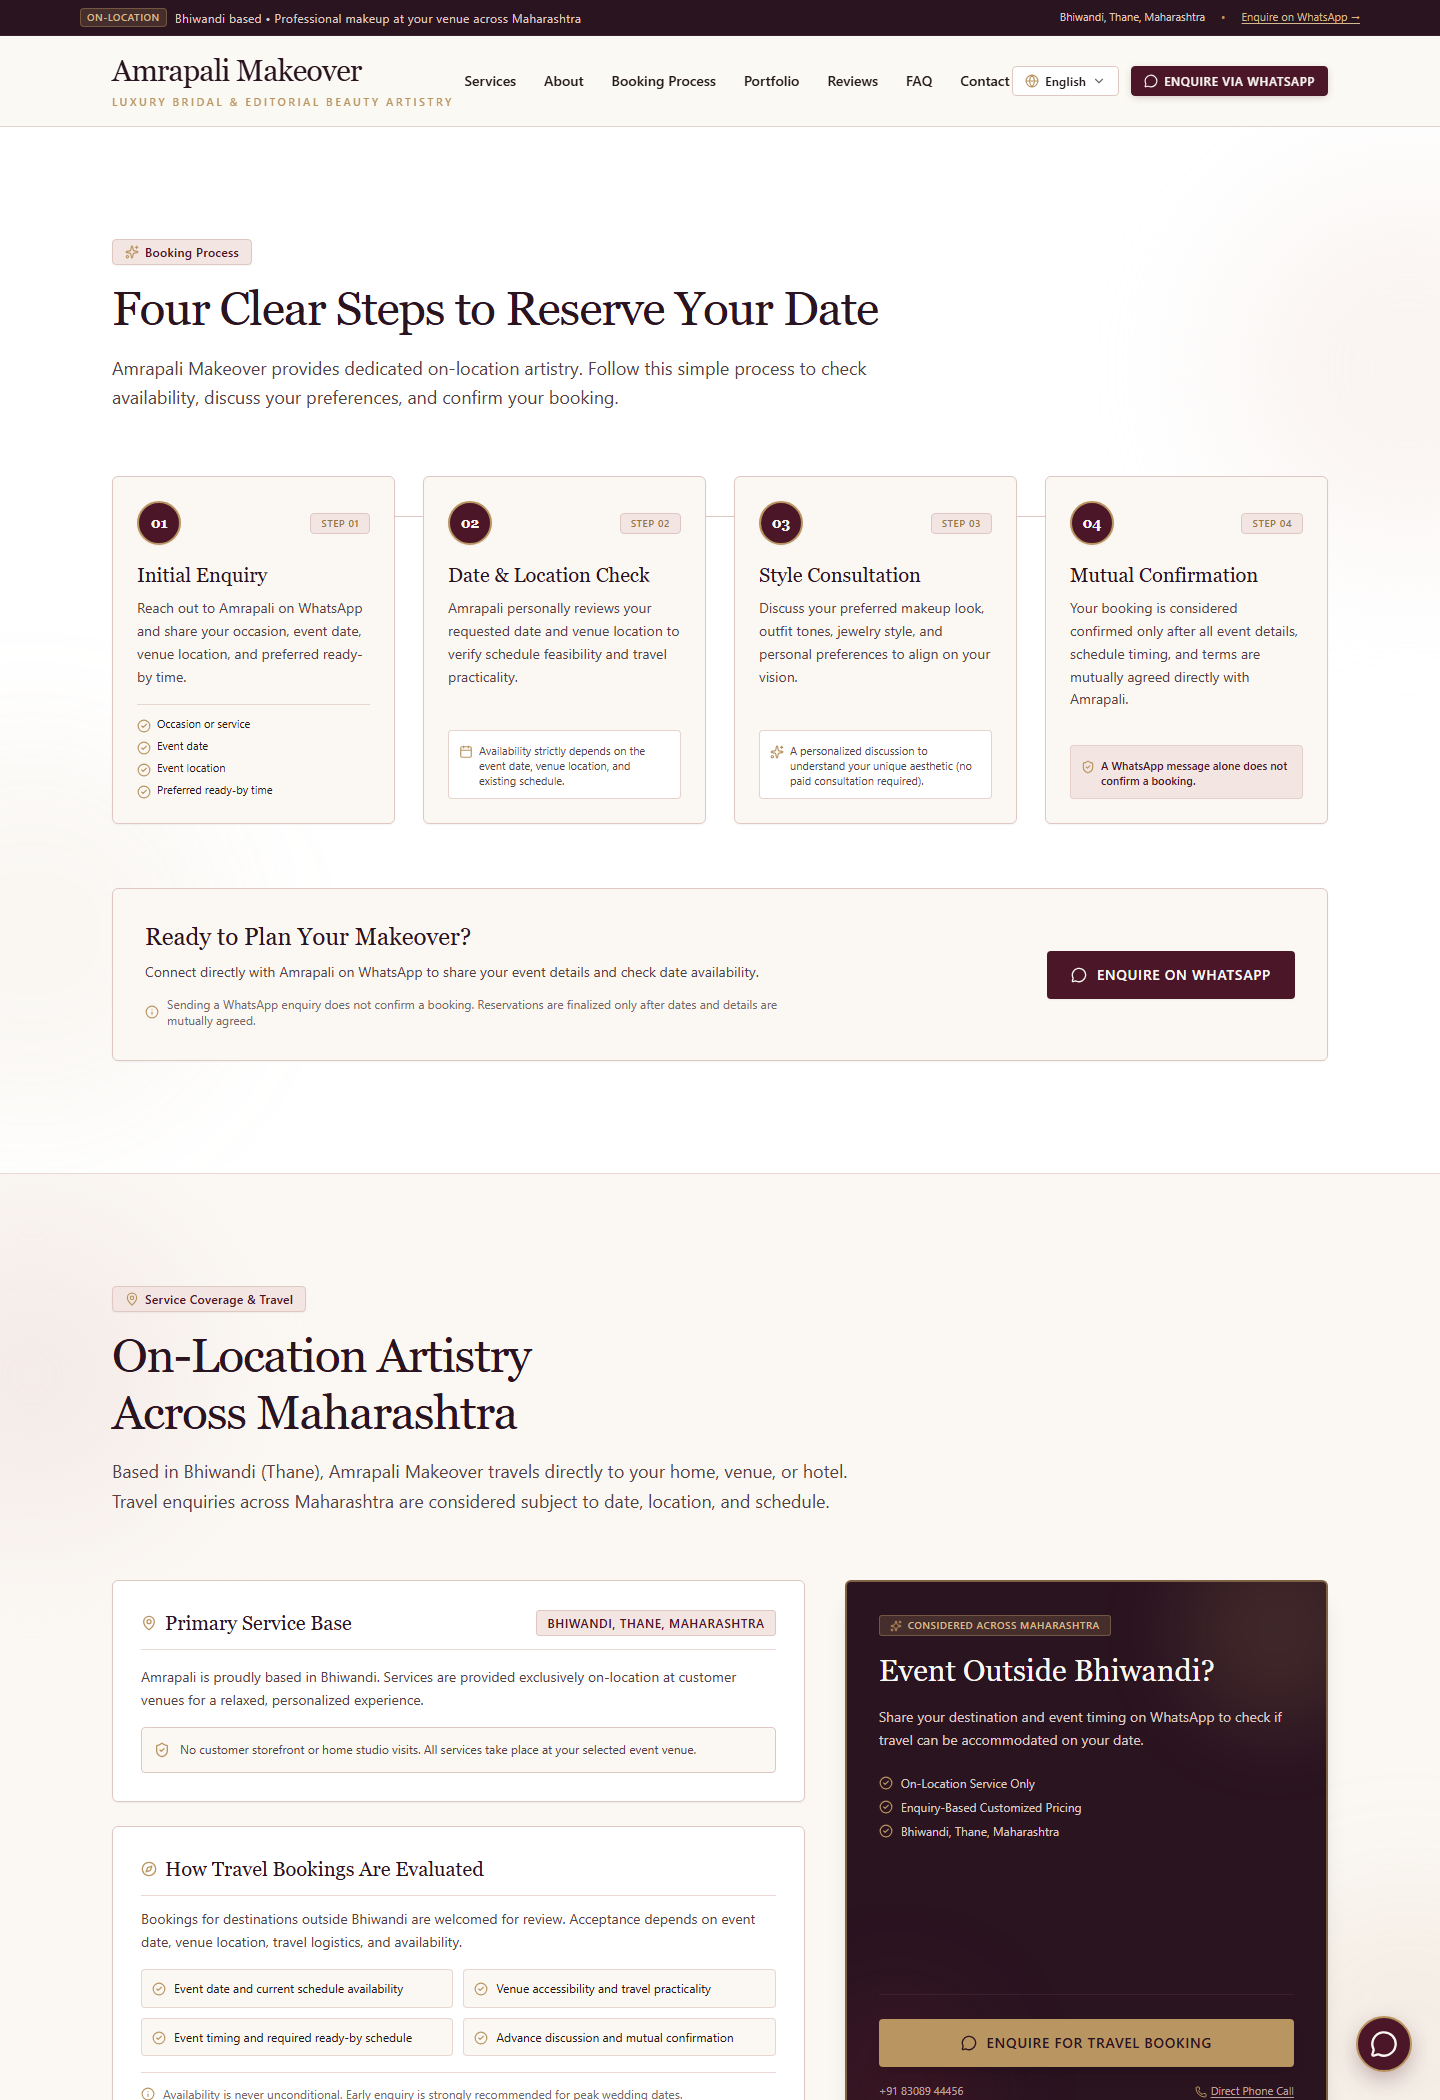 ON-LOCATION Bhiwandi based • Professional makeup at your venue across Maharashtra
Bhiwandi, Thane, Maharashtra • Enquire on WhatsApp →
Amrapali Makeover
LUXURY BRIDAL & EDITORIAL BEAUTY ARTISTRY
Services About Booking Process Portfolio Reviews FAQ Contact English ENQUIRE VIA WHATSAPP
Booking Process
Four Clear Steps to Reserve Your Date
Amrapali Makeover provides dedicated on-location artistry. Follow this simple process to check
availability, discuss your preferences, and confirm your booking.
01 STEP 01
Initial Enquiry
Reach out to Amrapali on WhatsApp
and share your occasion, event date,
venue location, and preferred ready-
by time.
Occasion or service
Event date
Event location
Preferred ready-by time
02 STEP 02
Date & Location Check
Amrapali personally reviews your
requested date and venue location to
verify schedule feasibility and travel
practicality.
Availability strictly depends on the
event date, venue location, and
existing schedule.
03 STEP 03
Style Consultation
Discuss your preferred makeup look,
outfit tones, jewelry style, and
personal preferences to align on your
vision.
A personalized discussion to
understand your unique aesthetic (no
paid consultation required).
04 STEP 04
Mutual Confirmation
Your booking is considered
confirmed only after all event details,
schedule timing, and terms are
mutually agreed directly with
Amrapali.
A WhatsApp message alone does not
confirm a booking.
Ready to Plan Your Makeover?
Connect directly with Amrapali on WhatsApp to share your event details and check date availability.
Sending a WhatsApp enquiry does not confirm a booking. Reservations are finalized only after dates and details are
mutually agreed.
ENQUIRE ON WHATSAPP
Service Coverage & Travel
On-Location Artistry
Across Maharashtra
Based in Bhiwandi (Thane), Amrapali Makeover travels directly to your home, venue, or hotel.
Travel enquiries across Maharashtra are considered subject to date, location, and schedule.
Primary Service Base
BHIWANDI, THANE, MAHARASHTRA
Amrapali is proudly based in Bhiwandi. Services are provided exclusively on-location at customer
venues for a relaxed, personalized experience.
No customer storefront or home studio visits. All services take place at your selected event venue.
How Travel Bookings Are Evaluated
Bookings for destinations outside Bhiwandi are welcomed for review. Acceptance depends on event
date, venue location, travel logistics, and availability.
Event date and current schedule availability
Venue accessibility and travel practicality
Event timing and required ready-by schedule
Advance discussion and mutual confirmation
Availability is never unconditional. Early enquiry is strongly recommended for peak wedding dates.
CONSIDERED ACROSS MAHARASHTRA
Event Outside Bhiwandi?
Share your destination and event timing on WhatsApp to check if
travel can be accommodated on your date.
On-Location Service Only
Enquiry-Based Customized Pricing
Bhiwandi, Thane, Maharashtra
ENQUIRE FOR TRAVEL BOOKING
+91 83089 44456
Direct Phone Call